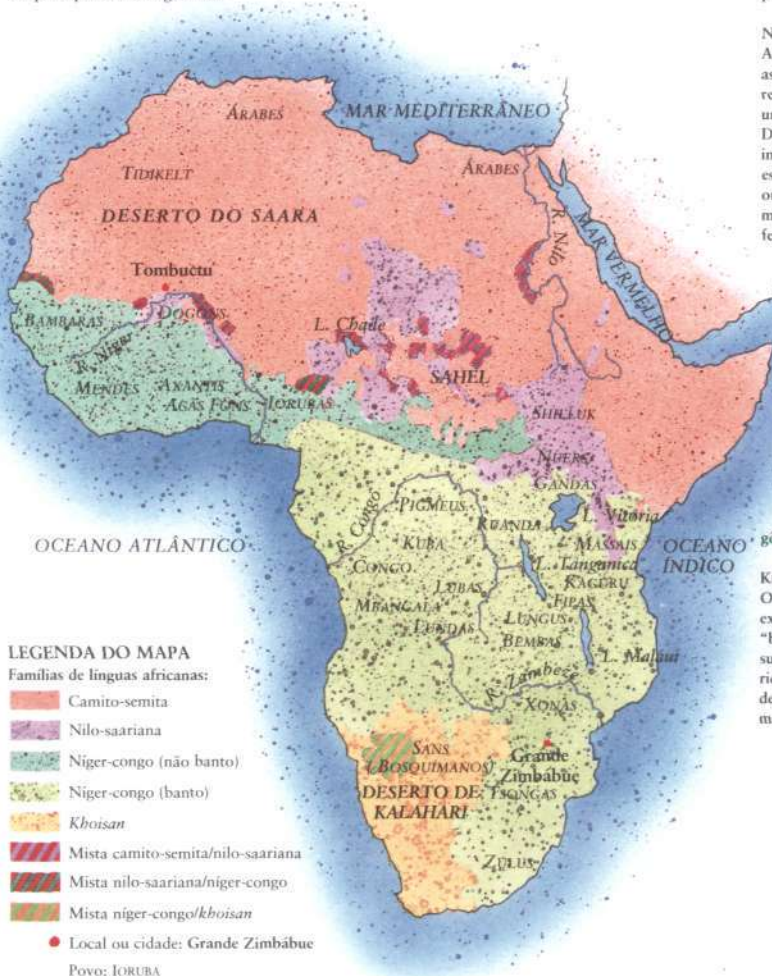 ÁRABES
MAR MEDITERRÂNEO
TIDIKELT
ÁRABES
DESERTO DO SAARA
R. Nilo
MAR VERMELHO
Tombuctu
BAMBARAS
DOGONS
L. Chade
R. Níger
SAHEL
MENDES
AXANTIS
AGÃS FONS
IORUBAS
SHILLUK
NUERS
GANDAS
PIGMEUS
R. Congo
RUANDA
L. Vitória
OCEANO ATLÂNTICO
KUBA
MASSAIS
OCEANO
ÍNDICO
CONGO
L. Tanganica
KAGURU
LUBAS
FIPAS
MBANGALA
LUNGUS
LUNDAS
BEMBAS
L. Maláui
R. Zambeze
XONAS
SANS
(BOSQUÍMANOS)
Grande
Zimbábue
DESERTO DE
KALAHARI
TSONGAS
ZULUS
LEGENDA DO MAPA
Famílias de línguas africanas:
Camito-semita
Nilo-saariana
Níger-congo (não banto)
Níger-congo (banto)
Khoisan
Mista camito-semita/nilo-saariana
Mista nilo-saariana/níger-congo
Mista níger-congo/khoisan
Local ou cidade: Grande Zimbábue
Povo: IORUBA